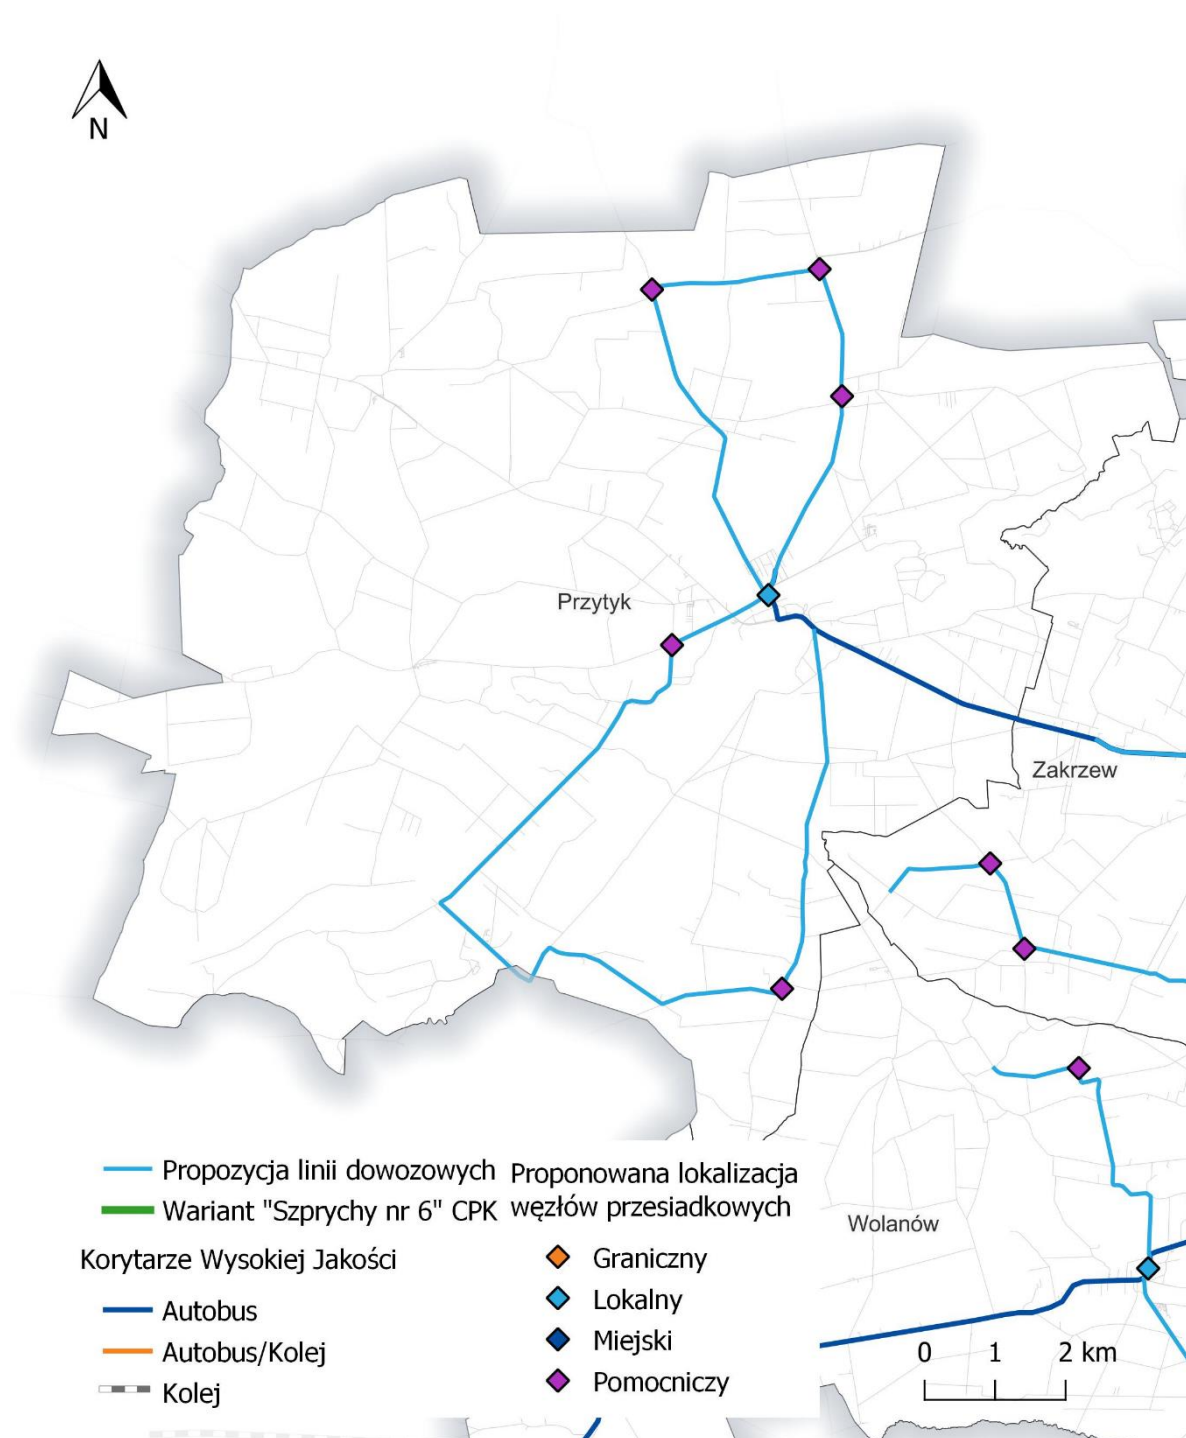 N
Przytyk
Zakrzew
Propozycja linii dowozowych
Wariant "Szprychy nr 6" CPK
Korytarze Wysokiej Jakości
Autobus
Autobus/Kolej
Kolej
Proponowana lokalizacja
węzłów przesiadkowych
Graniczny
Lokalny
Miejski
Pomocniczy
Wolanów
0 1 2 km